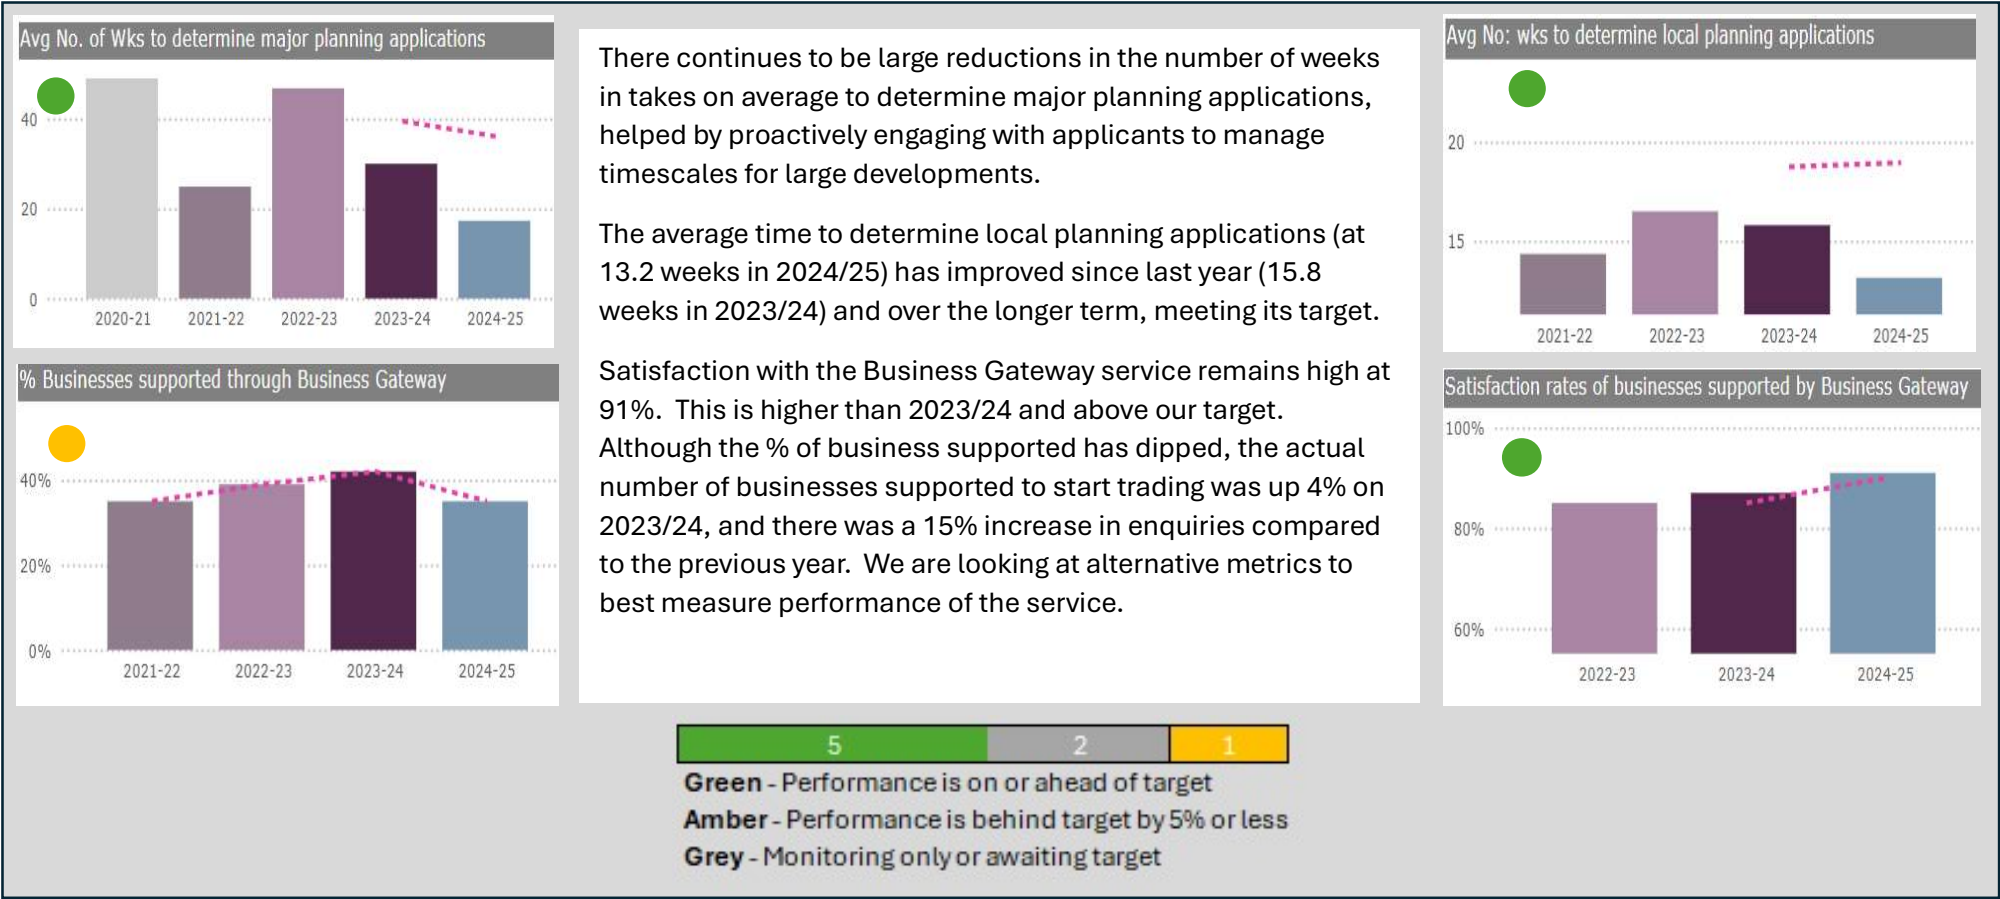 Avg No. of Wks to determine major planning applications
40
20
0
2020-21 2021-22 2022-23 2023-24 2024-25
% Businesses supported through Business Gateway
40%
20%
0%
2021-22 2022-23 2023-24 2024-25
There continues to be large reductions in the number of weeks
in takes on average to determine major planning applications,
helped by proactively engaging with applicants to manage
timescales for large developments.
The average time to determine local planning applications (at
13.2 weeks in 2024/25) has improved since last year (15.8
weeks in 2023/24) and over the longer term, meeting its target.
Satisfaction with the Business Gateway service remains high at
91%.  This is higher than 2023/24 and above our target.
Although the % of business supported has dipped, the actual
number of businesses supported to start trading was up 4% on
2023/24, and there was a 15% increase in enquiries compared
to the previous year.  We are looking at alternative metrics to
best measure performance of the service.
Avg No: wks to determine local planning applications
20
15
2021-22 2022-23 2023-24 2024-25
Satisfaction rates of businesses supported by Business Gateway
100%
80%
60%
2022-23 2023-24 2024-25
5 2 1
Green - Performance is on or ahead of target
Amber - Performance is behind target by 5% or less
Grey - Monitoring only or awaiting target